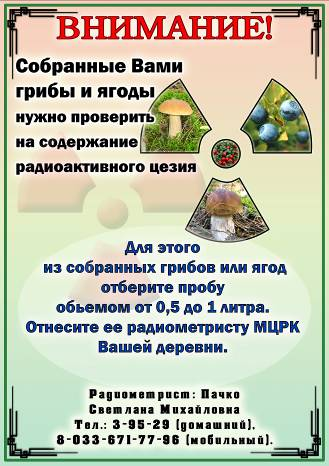 ВНИМАНИЕ!
Собранные Вами
грибы и ягоды
нужно проверить
на содержание
радиоактивного цезия
Для этого
из собранных грибов или ягод
отберите пробу
обьемом от 0,5 до 1 литра.
Отнесите ее радиометристу МЦРК
Вашей деревни.
Радиометрист: Пачко
Светлана Михайловна
Тел.: 3-95-29 (домашний).
8-033-671-77-96 (мобильный).